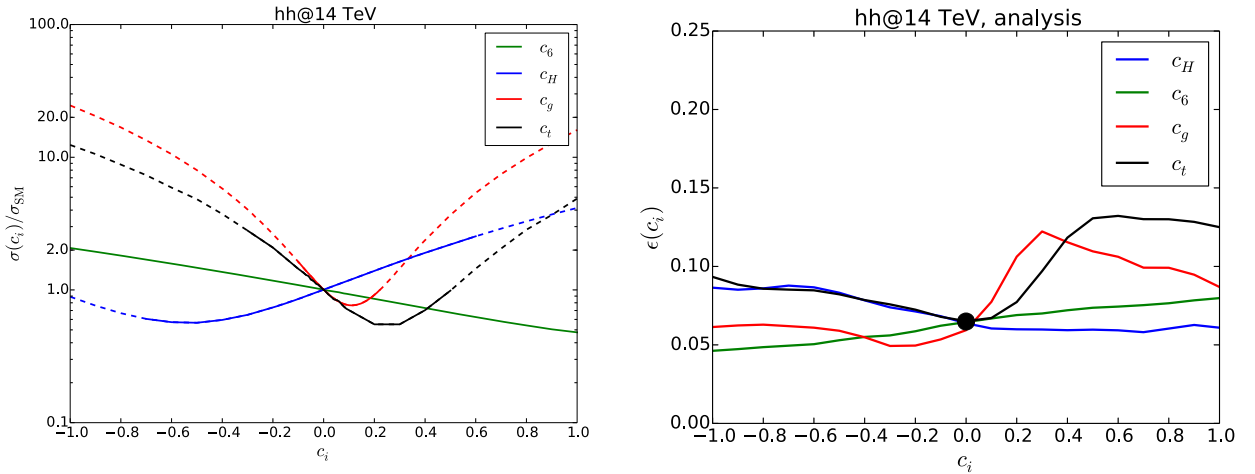 hh@14 TeV
100.0
20.0
10.0
2.0
1.0
0.1
σ(c_i)/σ_SM
c_6
c_H
c_g
c_t
−1.0 −0.8 −0.6 −0.4 −0.2 0.0 0.2 0.4 0.6 0.8 1.0
c_i
hh@14 TeV, analysis
0.25
0.20
0.15
0.10
0.05
0.00
ϵ(c_i)
c_H
c_6
c_g
c_t
−1.0 −0.8 −0.6 −0.4 −0.2 0.0 0.2 0.4 0.6 0.8 1.0
c_i